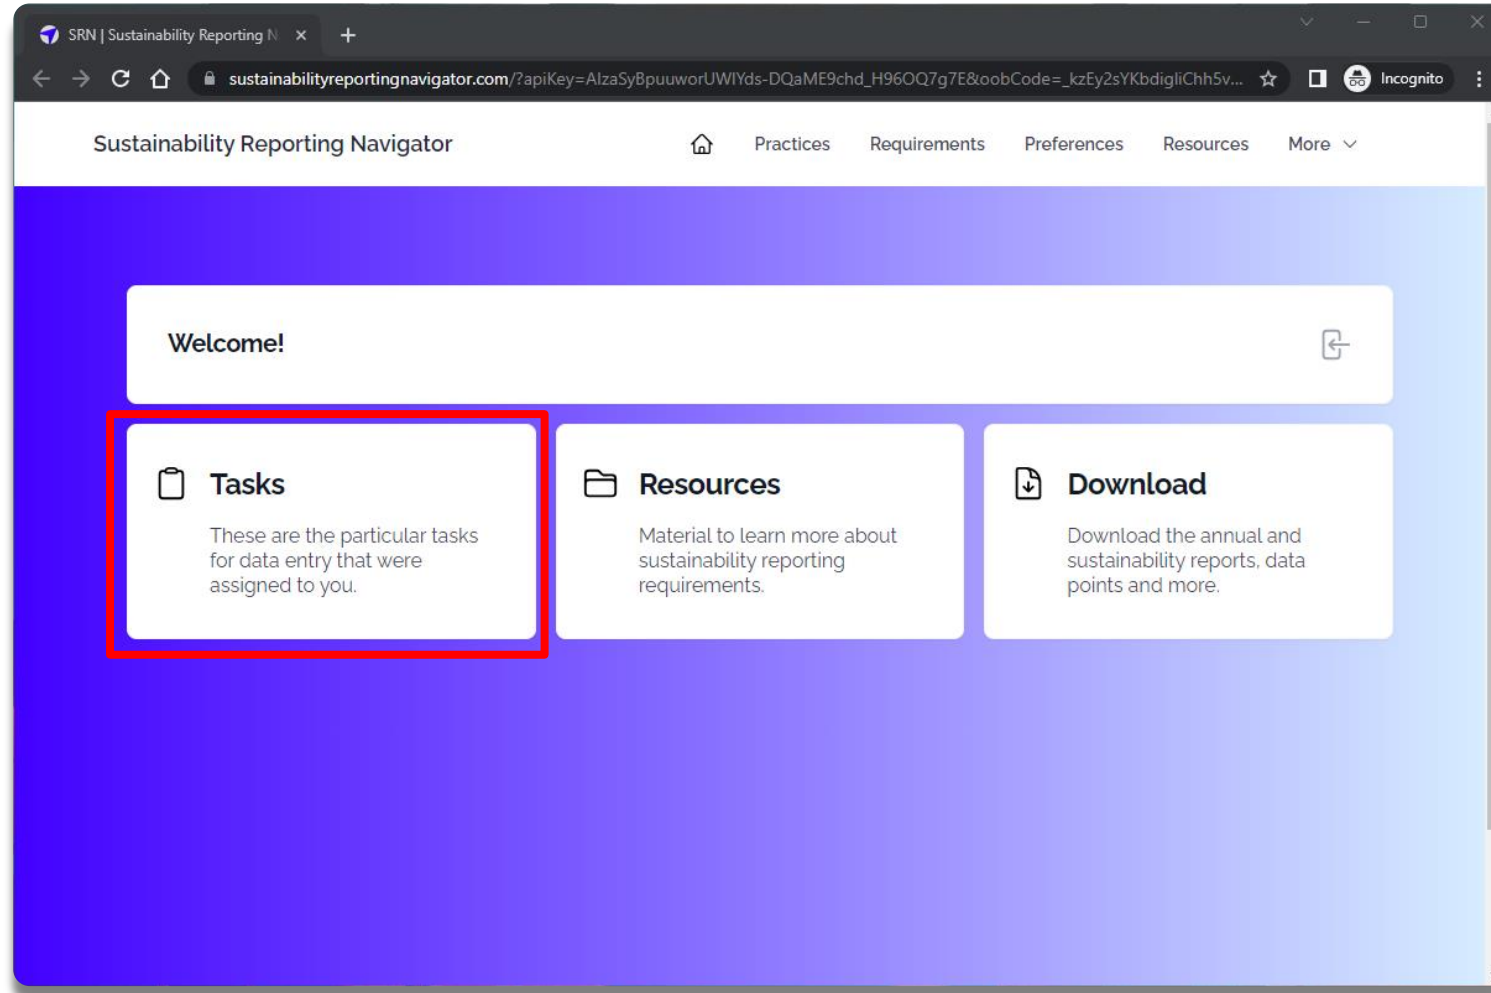 SRN | Sustainability Reporting N
sustainabilityreportingnavigator.com/?apiKey=AIzaSyBpuuworUWIYds-DQaME9chd_H96OQ7g7E&oobCode=_kzEy2sYKbdigliChh5v...
Incognito
Sustainability Reporting Navigator
Practices
Requirements
Preferences
Resources
More
Welcome!
Tasks
These are the particular tasks
for data entry that were
assigned to you.
Resources
Material to learn more about
sustainability reporting
requirements.
Download
Download the annual and
sustainability reports, data
points and more.